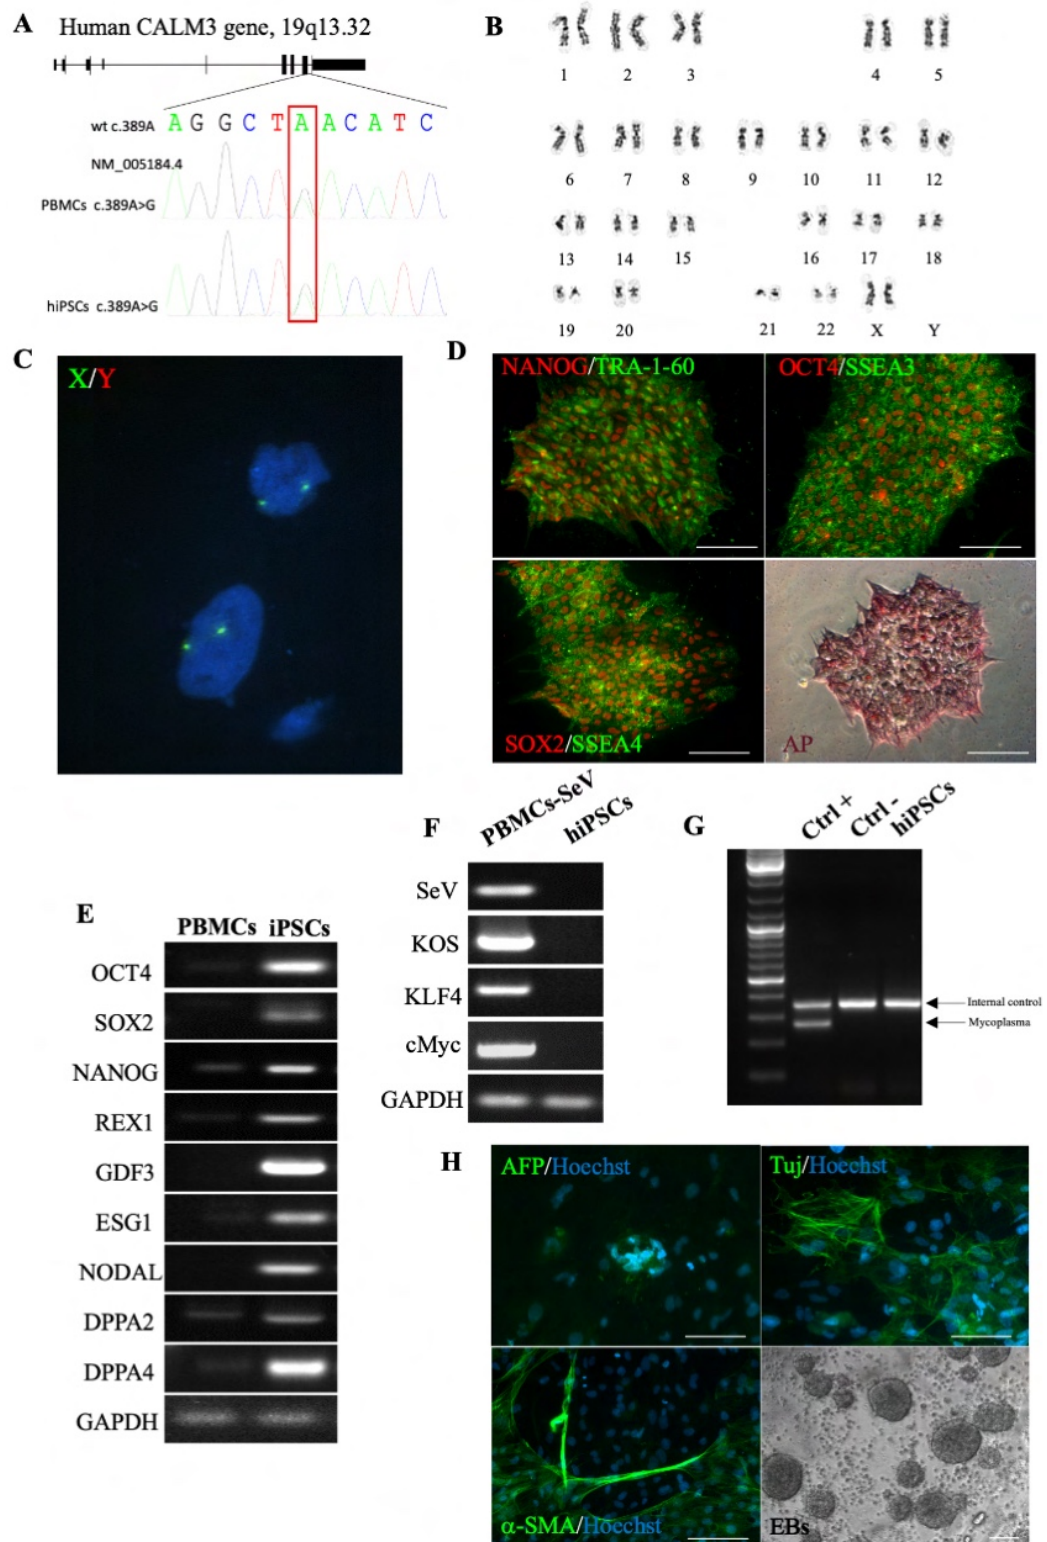 A
Human CALM3 gene, 19q13.32
wt c.389A
A G G C T A A C A T C
NM_005184.4
PBMCs c.389A>G
hiPSCs c.389A>G
B
1 2 3 4 5
6 7 8 9 10 11 12
13 14 15 16 17 18
19 20 21 22 X Y
C
X/Y
D
NANOG/TRA-1-60
OCT4/SSEA3
SOX2/SSEA4
AP
E
PBMCs iPSCs
OCT4
SOX2
NANOG
REX1
GDF3
ESG1
NODAL
DPPA2
DPPA4
GAPDH
F
PBMCs-SeV
hiPSCs
SeV
KOS
KLF4
cMyc
GAPDH
G
Ctrl +
Ctrl -
hiPSCs
Internal control
Mycoplasma
H
AFP/Hoechst
Tuj/Hoechst
α-SMA/Hoechst
EBs